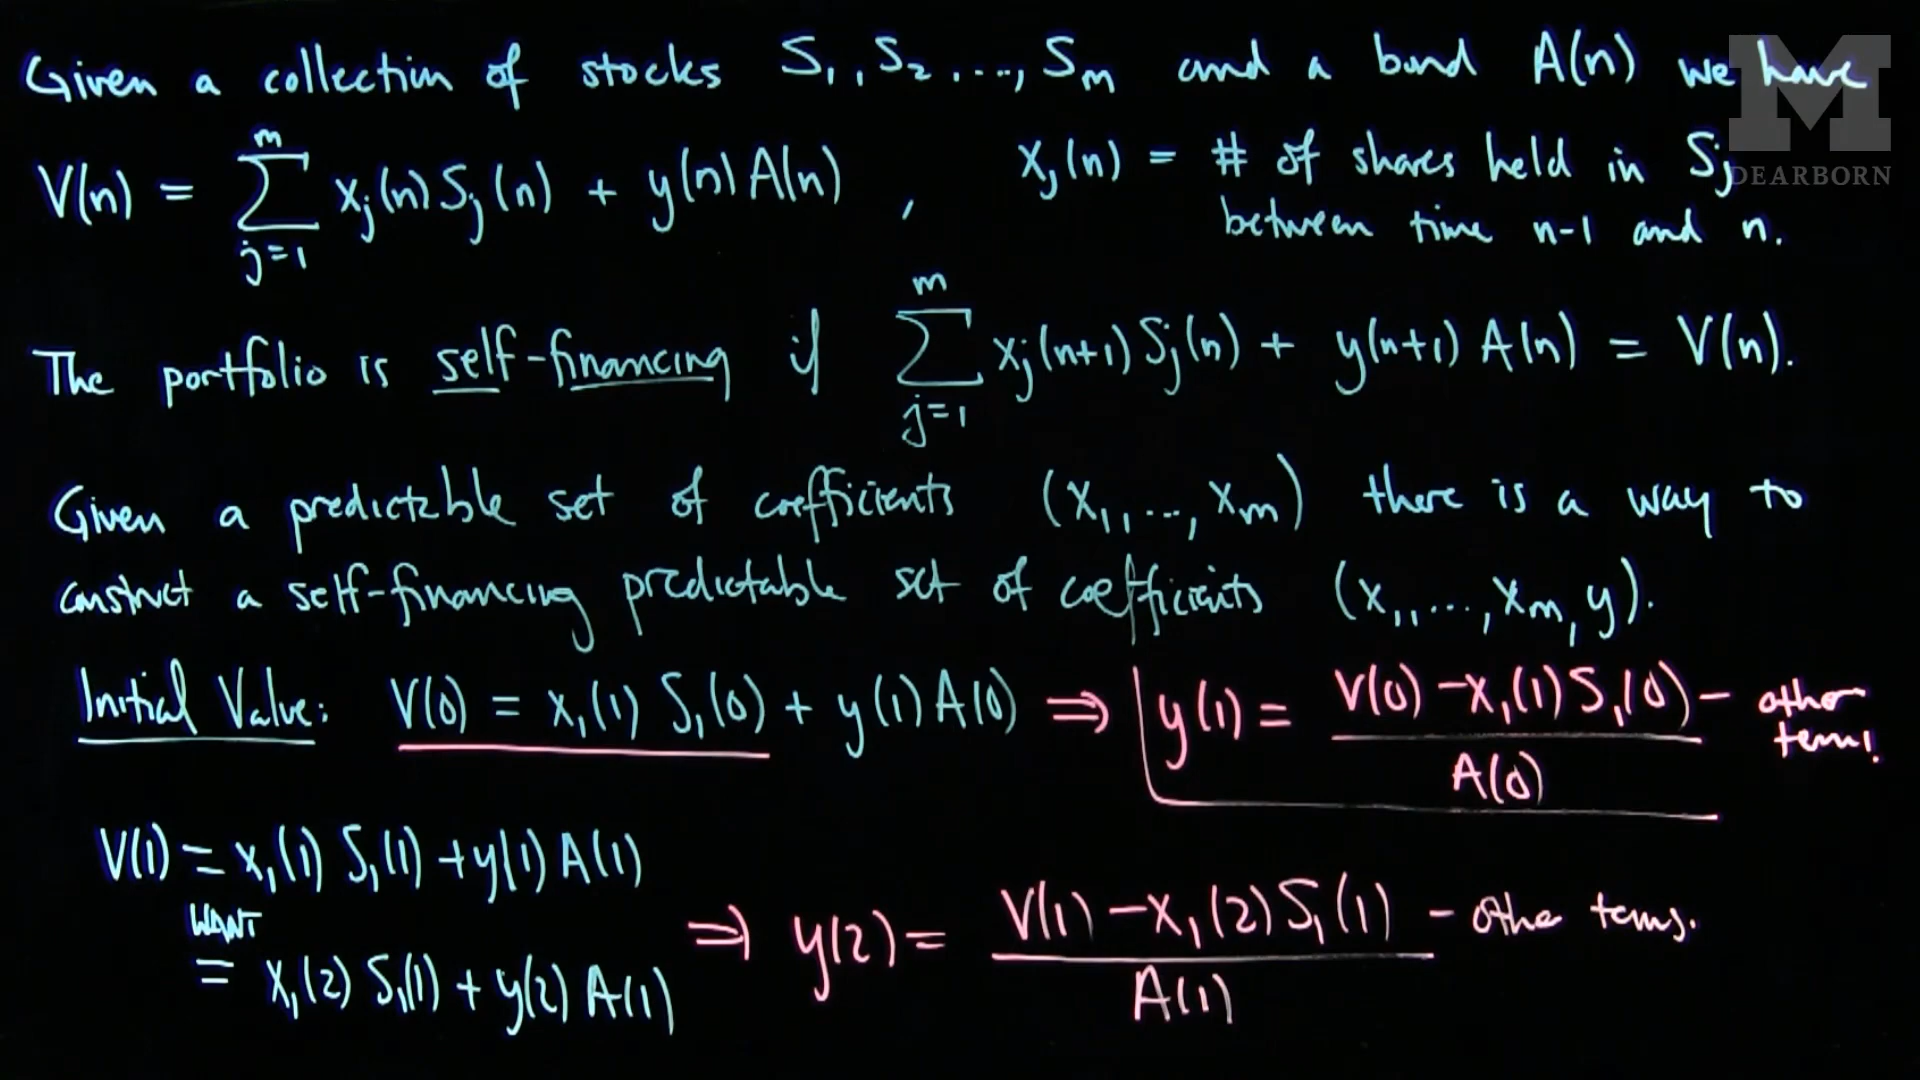 Given a collection of stocks S₁, S₂, ..., Sₘ and a bond A(n) we have
V(n) = ∑_{j=1}^{m} xⱼ(n) Sⱼ(n) + y(n) A(n) , xⱼ(n) = # of shares held in Sⱼ
between time n-1 and n.
M
DEARBORN
The portfolio is self-financing if ∑_{j=1}^{m} xⱼ(n+1) Sⱼ(n) + y(n+1) A(n) = V(n).
Given a predictable set of coefficients (x₁, ..., xₘ) there is a way to
construct a self-financing predictable set of coefficients (x₁, ..., xₘ, y).
Initial Value: V(0) = x₁(1) S₁(0) + y(1) A(0) ⇒ y(1) = (V(0) - x₁(1) S₁(0))/A(0) - other terms.
V(1) = x₁(1) S₁(1) + y(1) A(1)
WANT
= x₁(2) S₁(1) + y(2) A(1) ⇒ y(2) = (V(1) - x₁(2) S₁(1))/A(1) - other terms.